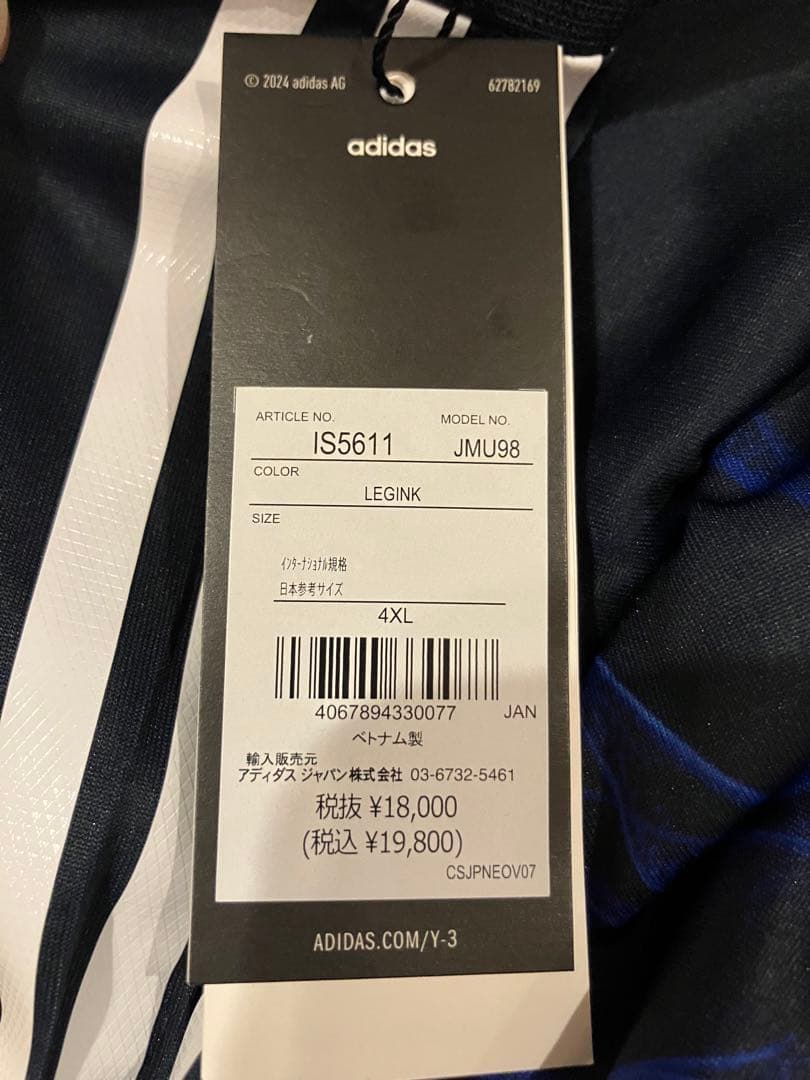 © 2024 adidas AG 62782169
adidas
ARTICLE NO. MODEL NO.
IS5611 JMU98
COLOR
LEGINK
SIZE
インターナショナル規格
日本参考サイズ
4XL
4067894330077 JAN
ベトナム製
輸入販売元
アディダス ジャパン株式会社 03-6732-5461
税抜 ¥18,000
(税込 ¥19,800)
CSJPNEOV07
ADIDAS.COM/Y-3